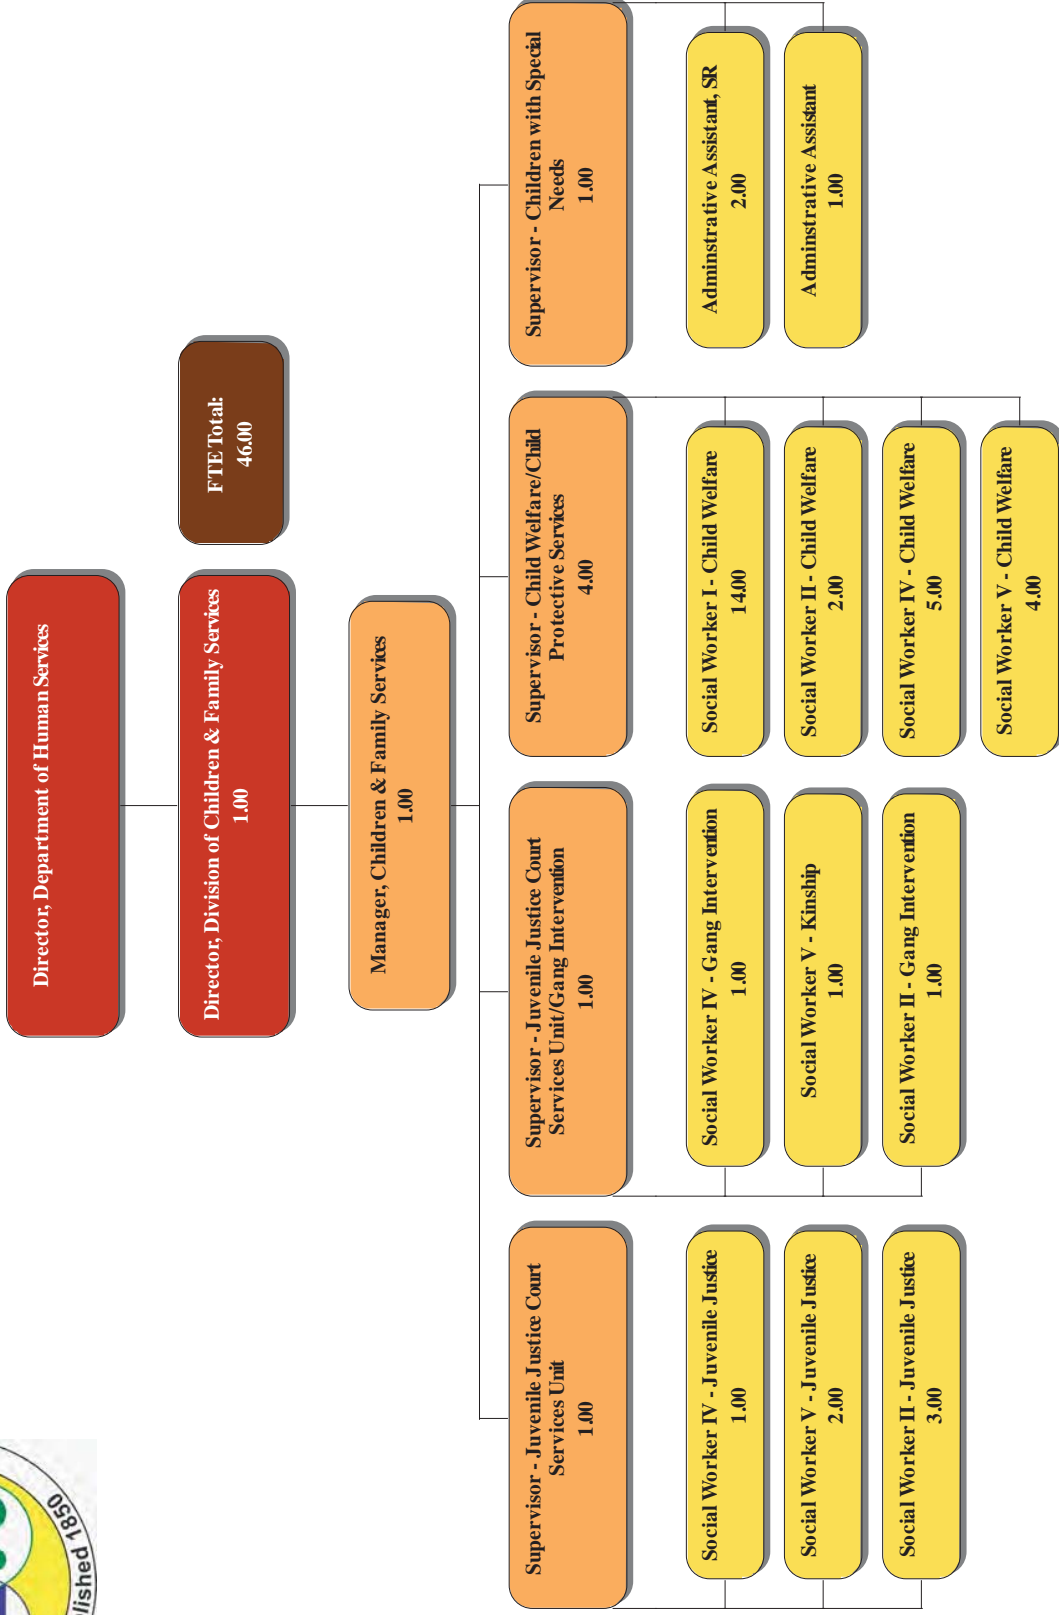 Director, Department of Human Services
Director, Division of Children & Family Services
1.00
FTE Total:
46.00
Manager, Children & Family Services
1.00
Supervisor - Juvenile Justice Court
Services Unit
1.00
Social Worker IV - Juvenile Justice
1.00
Social Worker V - Juvenile Justice
2.00
Social Worker II - Juvenile Justice
3.00
Supervisor - Juvenile Justice Court
Services Unit/Gang Intervention
1.00
Social Worker IV - Gang Intervention
1.00
Social Worker V - Kinship
1.00
Social Worker II - Gang Intervention
1.00
Supervisor - Child Welfare/Child
Protective Services
4.00
Social Worker I - Child Welfare
14.00
Social Worker II - Child Welfare
2.00
Social Worker IV - Child Welfare
5.00
Social Worker V - Child Welfare
4.00
Supervisor - Children with Special
Needs
1.00
Adminstrative Assistant, SR
2.00
Adminstrative Assistant
1.00
lished 1850